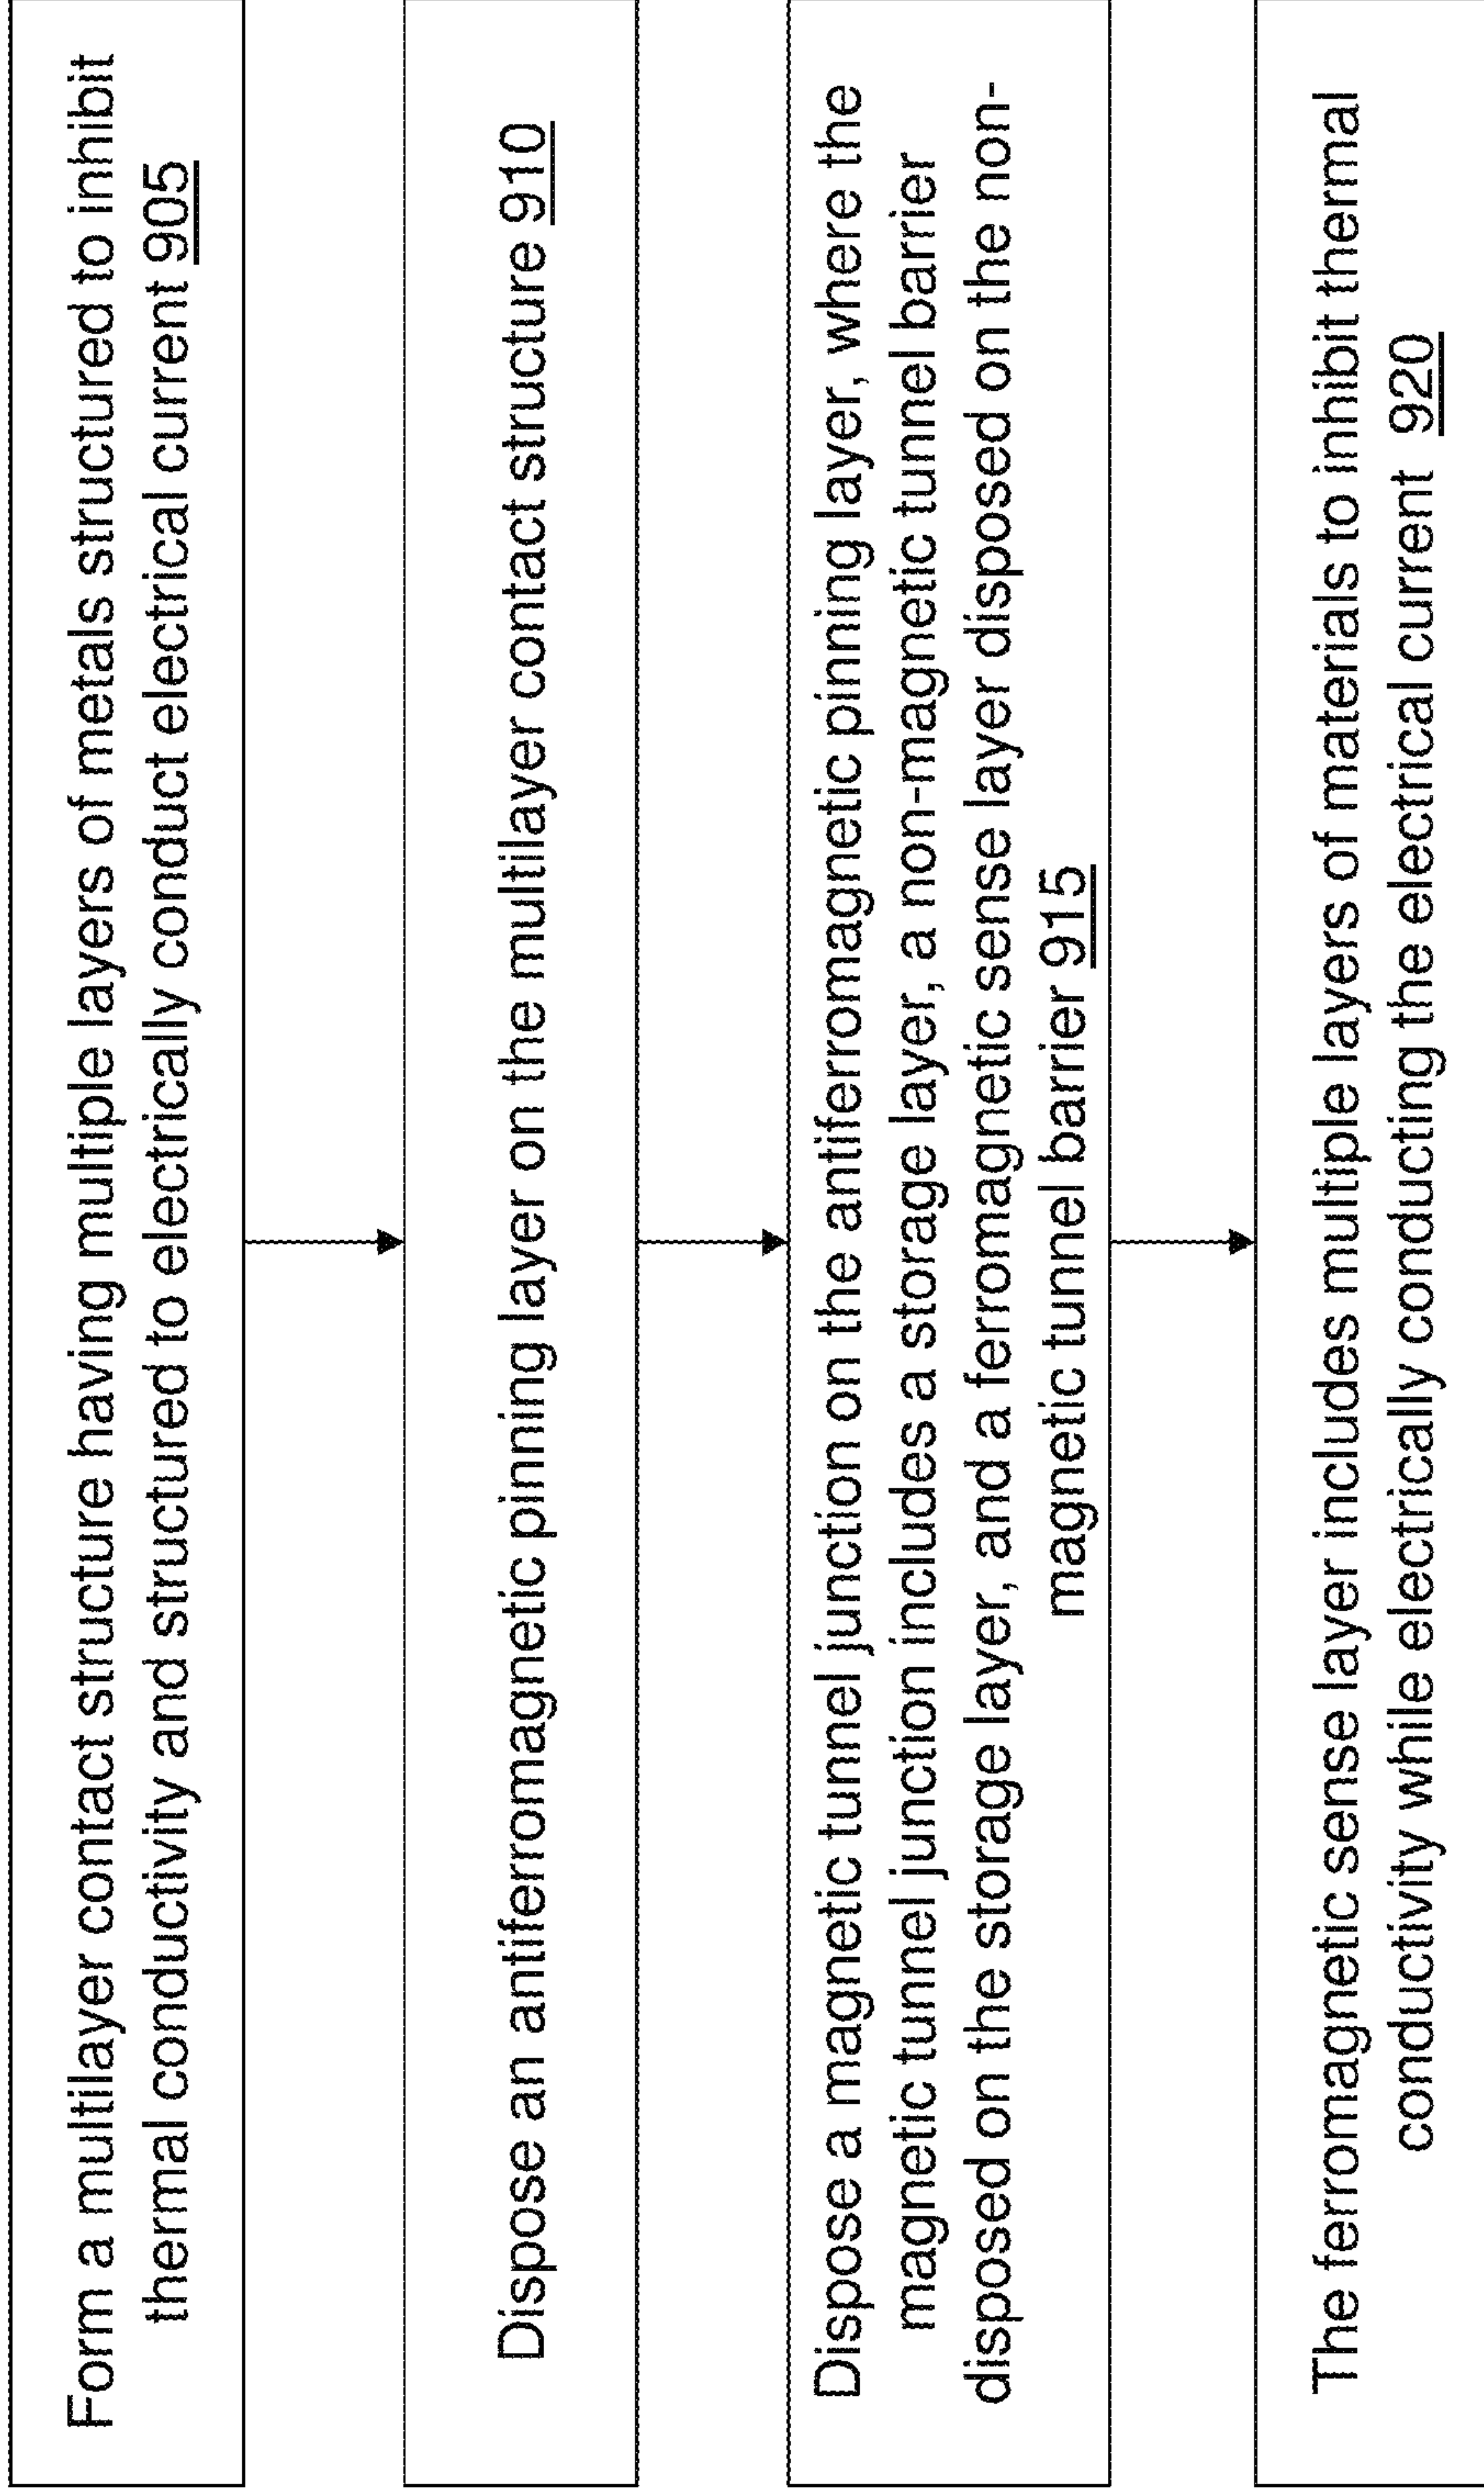 Form a multilayer contact structure having multiple layers of metals structured to inhibit
thermal conductivity and structured to electrically conduct electrical current 905
Dispose an antiferromagnetic pinning layer on the multilayer contact structure 910
Dispose a magnetic tunnel junction on the antiferromagnetic pinning layer, where the
magnetic tunnel junction includes a storage layer, a non-magnetic tunnel barrier
disposed on the storage layer, and a ferromagnetic sense layer disposed on the non-
magnetic tunnel barrier 915
The ferromagnetic sense layer includes multiple layers of materials to inhibit thermal
conductivity while electrically conducting the electrical current 920